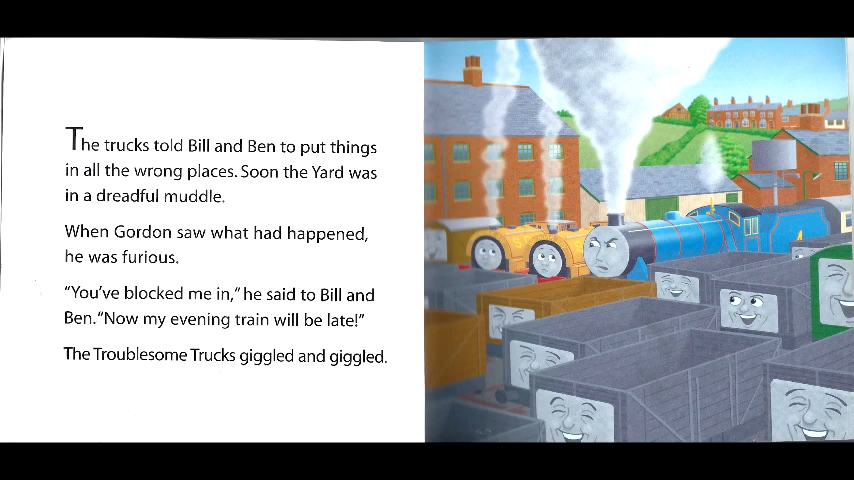 The trucks told Bill and Ben to put things
in all the wrong places. Soon the Yard was
in a dreadful muddle.
When Gordon saw what had happened,
he was furious.
“You’ve blocked me in,” he said to Bill and
Ben. “Now my evening train will be late!”
The Troublesome Trucks giggled and giggled.
4